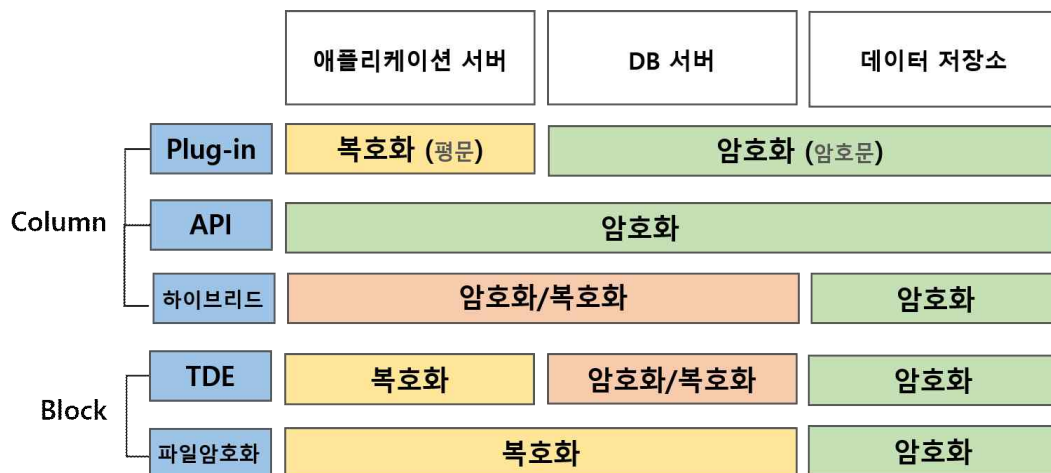 애플리케이션 서버 DB 서버 데이터 저장소
Plug-in 복호화 (평문) 암호화 (암호문)
Column API 암호화
하이브리드 암호화/복호화 암호화
TDE 복호화 암호화/복호화 암호화
Block
파일암호화 복호화 암호화